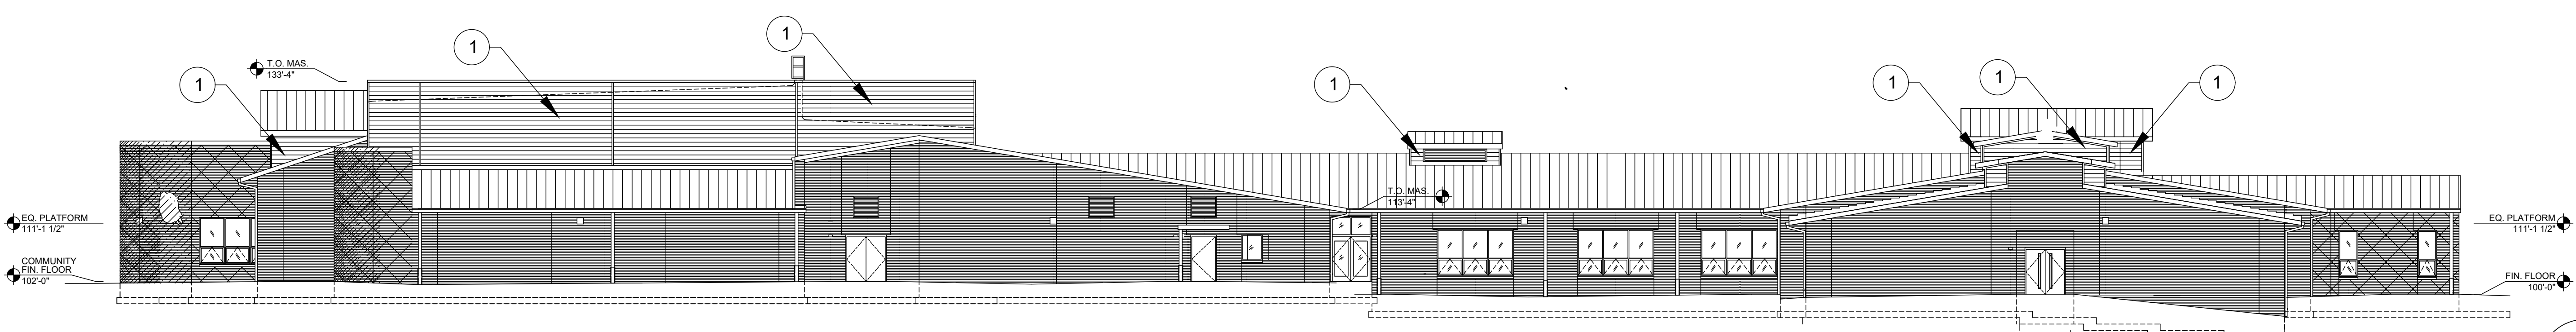 1
1
T.O. MAS.
133'-4"
1
1
1
1
1
T.O. MAS.
113'-4"
EQ. PLATFORM
111'-1 1/2"
COMMUNITY
FIN. FLOOR
102'-0"
EQ. PLATFORM
111'-1 1/2"
FIN. FLOOR
100'-0"